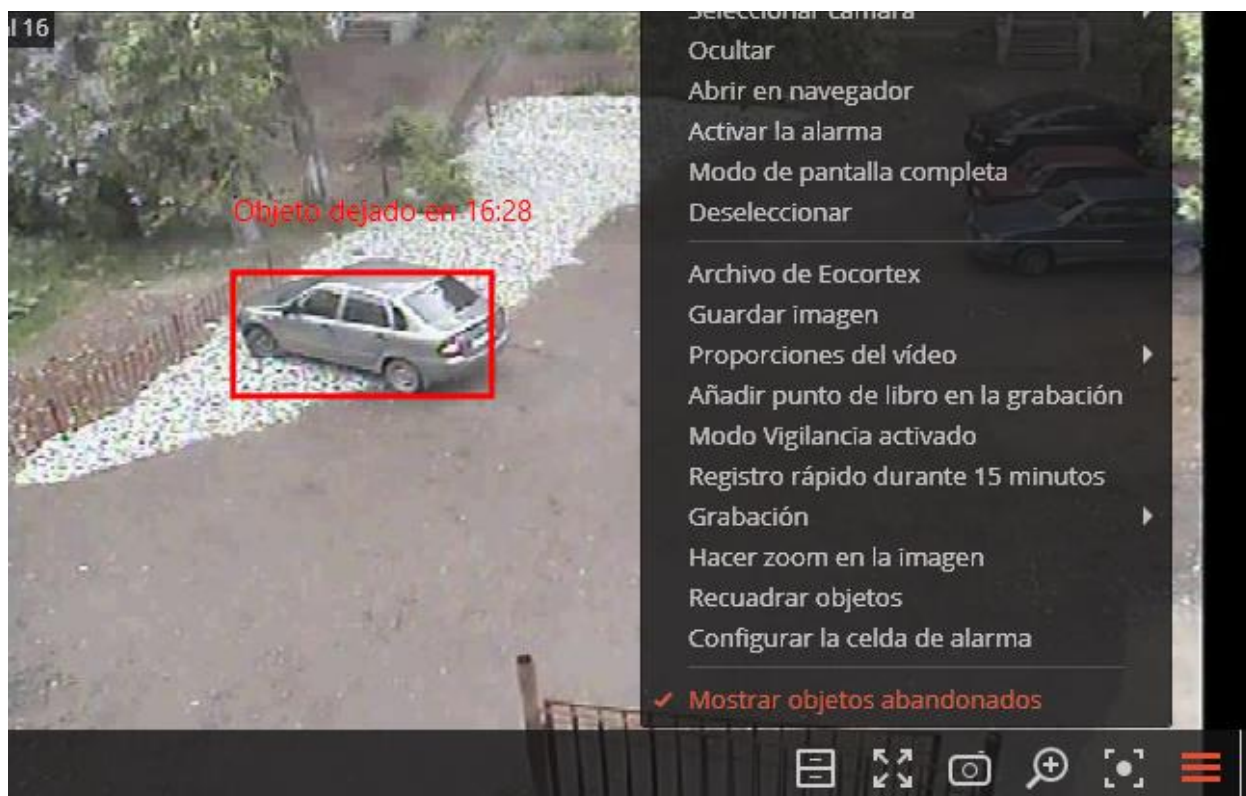 al 16
Seleccionar cámara
Ocultar
Abrir en navegador
Activar la alarma
Modo de pantalla completa
Deseleccionar
Objeto dejado en 16:28
Archivo de Eocortex
Guardar imagen
Proporciones del vídeo
Añadir punto de libro en la grabación
Modo Vigilancia activado
Registro rápido durante 15 minutos
Grabación
Hacer zoom en la imagen
Recuadrar objetos
Configurar la celda de alarma
Mostrar objetos abandonados